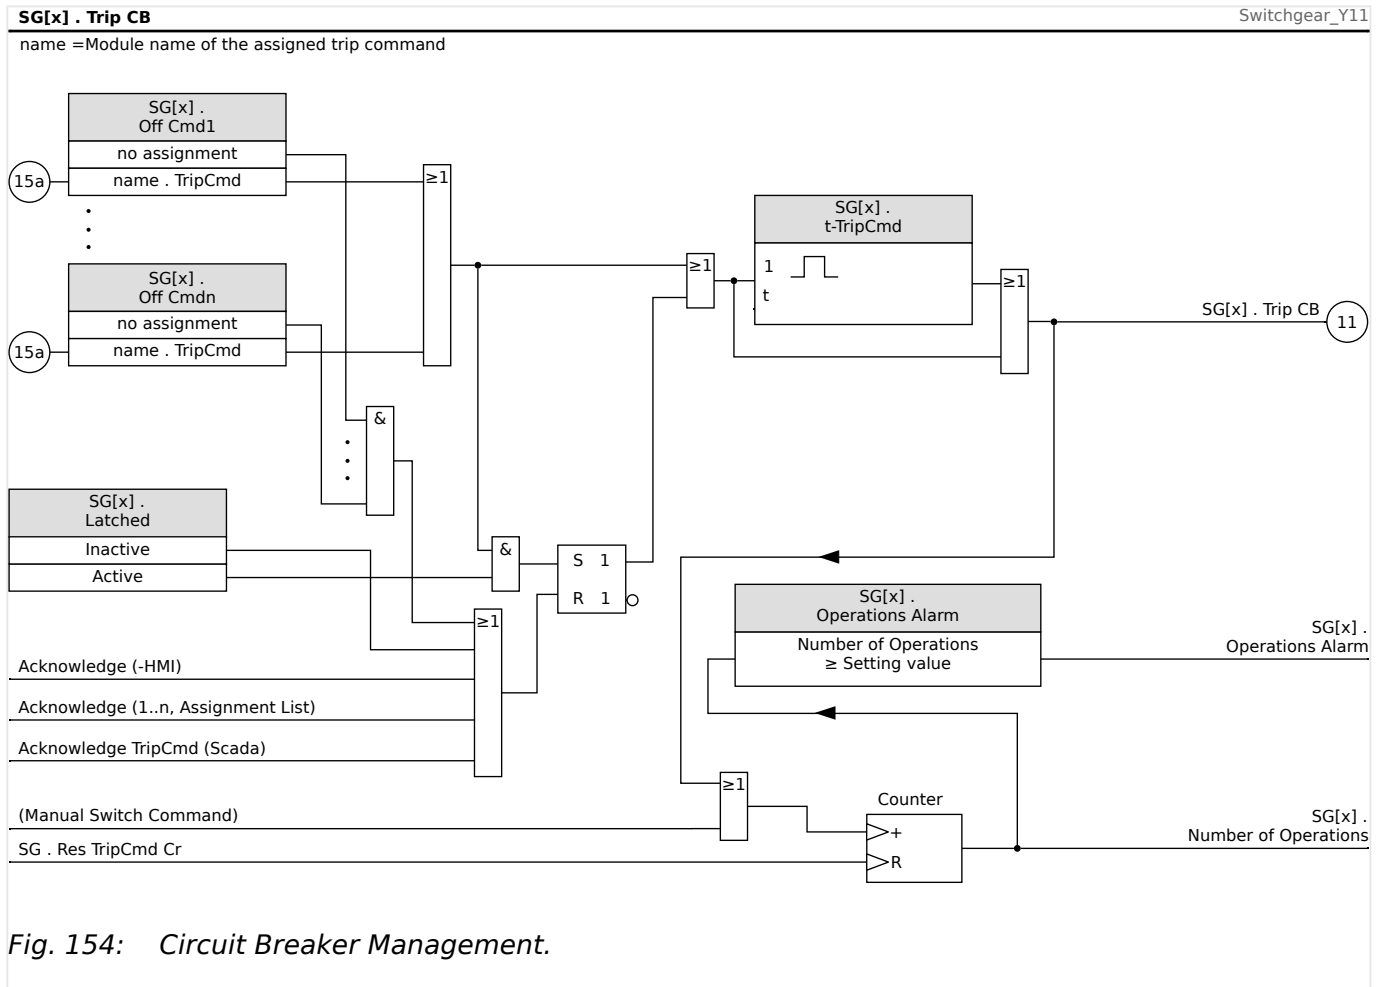 SG[x] . Trip CB
Switchgear_Y11
name =Module name of the assigned trip command
SG[x] .
Off Cmd1
no assignment
15a
name . TripCmd
≥1
SG[x] .
t-TripCmd
1
t
≥1
≥1
SG[x] .
Off Cmdn
no assignment
15a
name . TripCmd
SG[x] . Trip CB
11
&
SG[x] .
Latched
Inactive
Active
&
S 1
R 1
≥1
SG[x] .
Operations Alarm
Number of Operations
≥ Setting value
SG[x] .
Operations Alarm
Acknowledge (-HMI)
Acknowledge (1..n, Assignment List)
Acknowledge TripCmd (Scada)
≥1
(Manual Switch Command)
SG . Res TripCmd Cr
Counter
+
R
SG[x] .
Number of Operations
Fig. 154: Circuit Breaker Management.